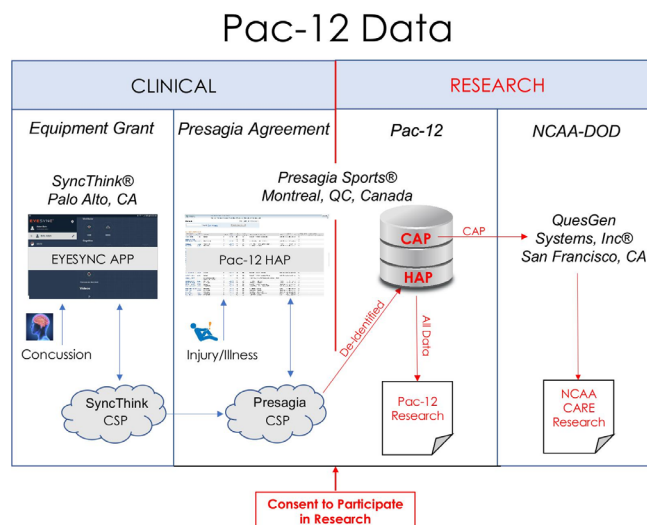 Pac-12 Data
CLINICAL
RESEARCH
Equipment Grant
Presagia Agreement
Pac-12
NCAA-DOD
SyncThink®
Palo Alto, CA
Presagia Sports®
Montreal, QC, Canada
QuesGen
Systems, Inc®
San Francisco, CA
EYESYNC
EYESYNC APP
Pac-12 HAP
CAP
HAP
CAP
Concussion
Injury/Illness
De-Identified
All Data
SyncThink
CSP
Presagia
CSP
Pac-12
Research
NCAA
CARE
Research
Consent to Participate
in Research